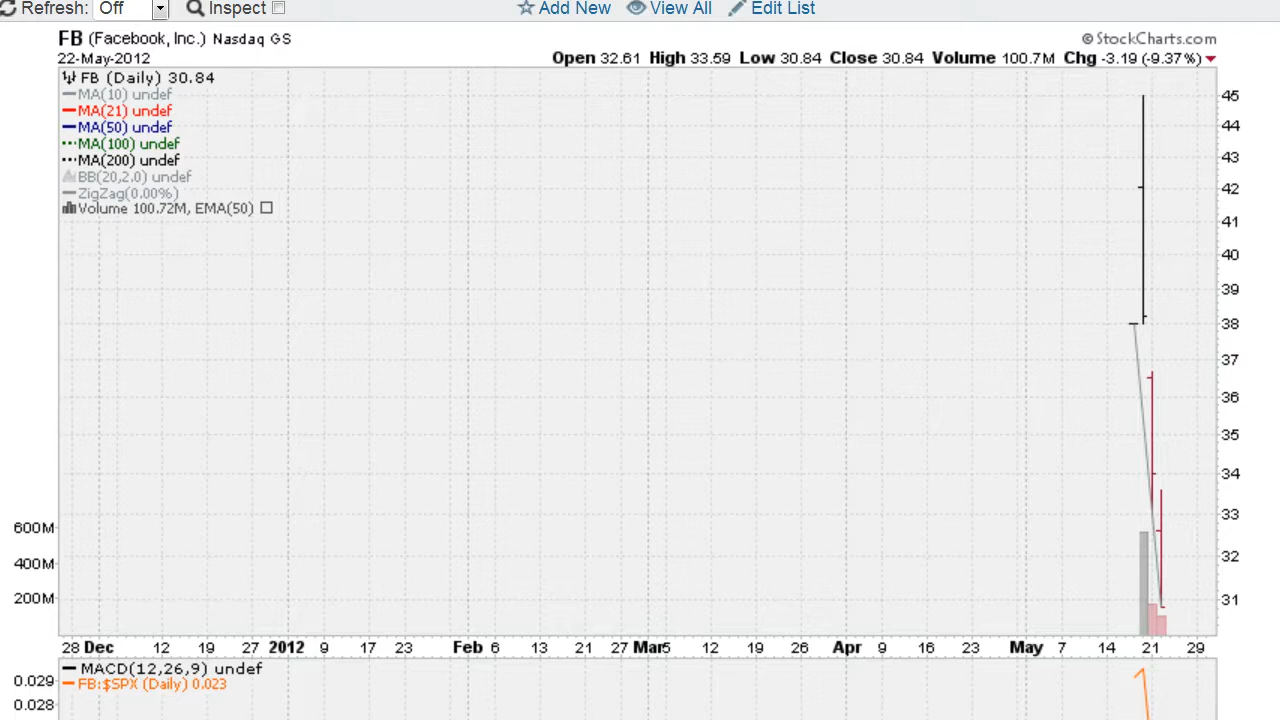 Refresh: Off Inspect Add New View All Edit List
FB (Facebook, Inc.) Nasdaq GS © StockCharts.com
22-May-2012 Open 32.61 High 33.59 Low 30.84 Close 30.84 Volume 100.7M Chg -3.19 (-9.37%)
FB (Daily) 30.84
MA(10) undef
MA(21) undef
MA(50) undef
MA(100) undef
MA(200) undef
BB(20,2.0) undef
ZigZag(0.00%)
Volume 100.72M, EMA(50)
45
44
43
42
41
40
39
38
37
36
35
34
33
32
31
600M
400M
200M
28 Dec 12 19 27 2012 9 17 23 Feb 6 13 21 27 Mar5 12 19 26 Apr 9 16 23 May 7 14 21 29
MACD(12,26,9) undef
FB:$SPX (Daily) 0.023
0.029
0.028